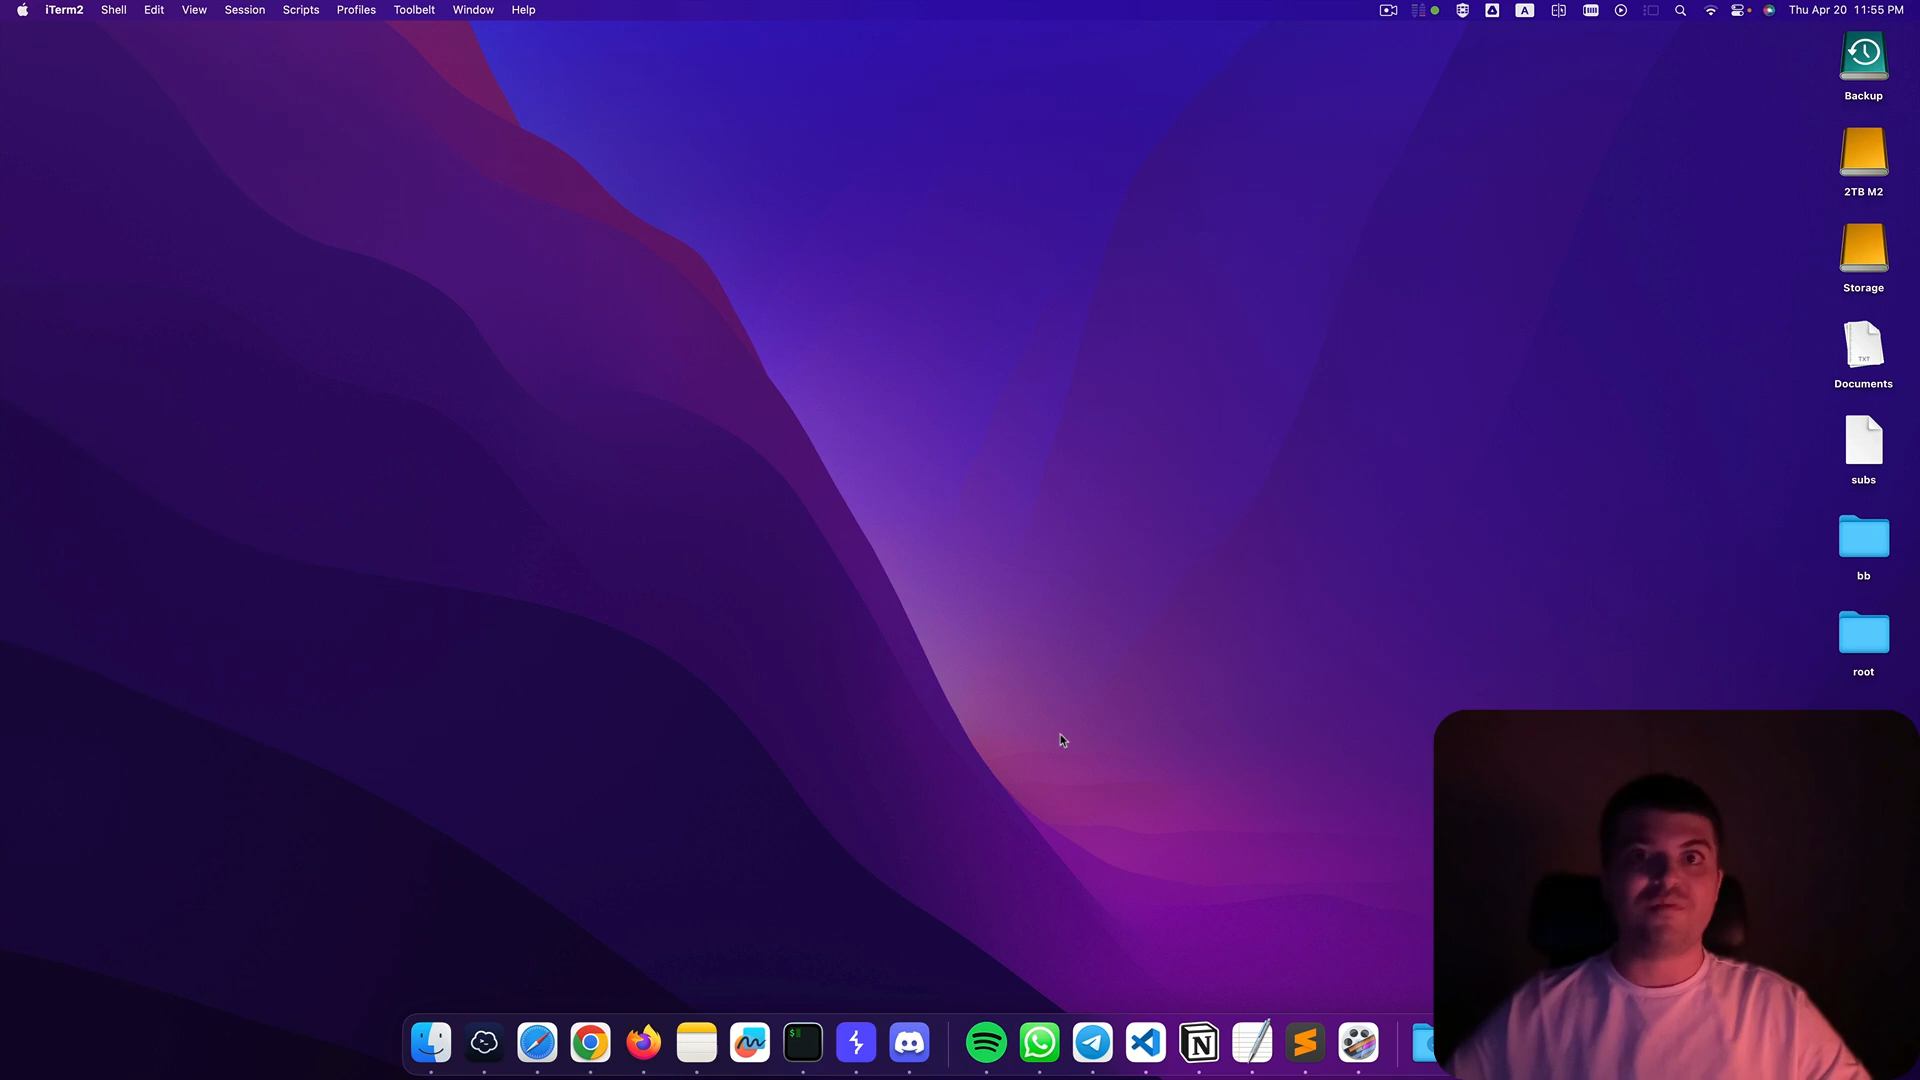 iTerm2 Shell Edit View Session Scripts Profiles Toolbelt Window Help A Thu Apr 20 11:55 PM
Backup
2TB M2
Storage
TXT
Documents
subs
bb
root